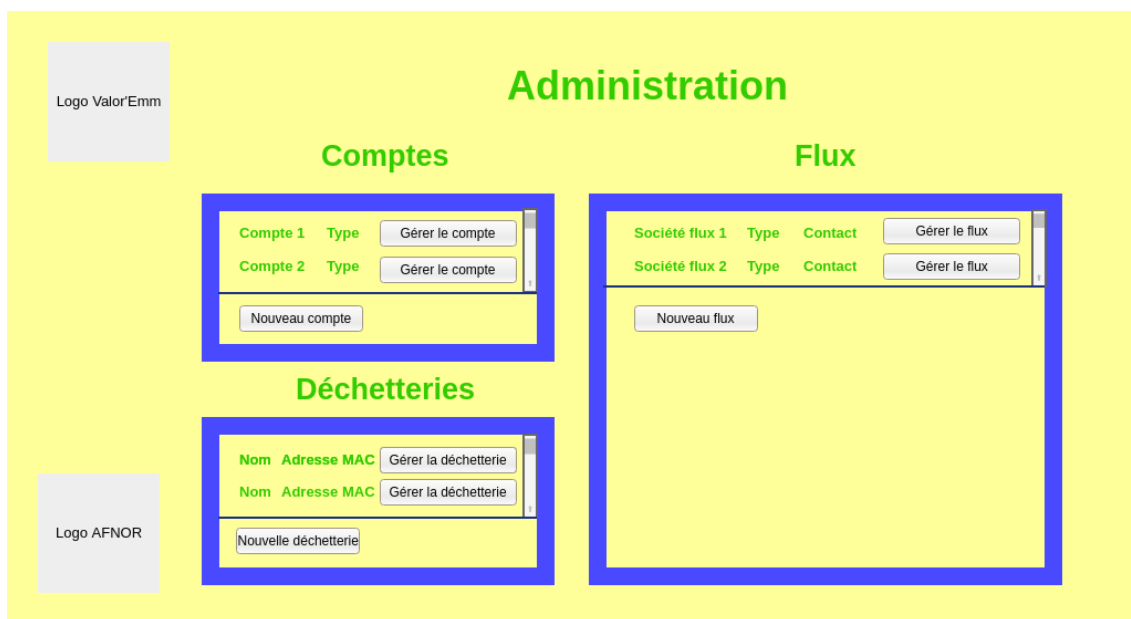 Logo Valor'Emm
Administration
Comptes
Compte 1 Type Gérer le compte
Compte 2 Type Gérer le compte
Nouveau compte
Flux
Société flux 1 Type Contact Gérer le flux
Société flux 2 Type Contact Gérer le flux
Nouveau flux
Déchetteries
Nom Adresse MAC Gérer la déchetterie
Nom Adresse MAC Gérer la déchetterie
Nouvelle déchetterie
Logo AFNOR